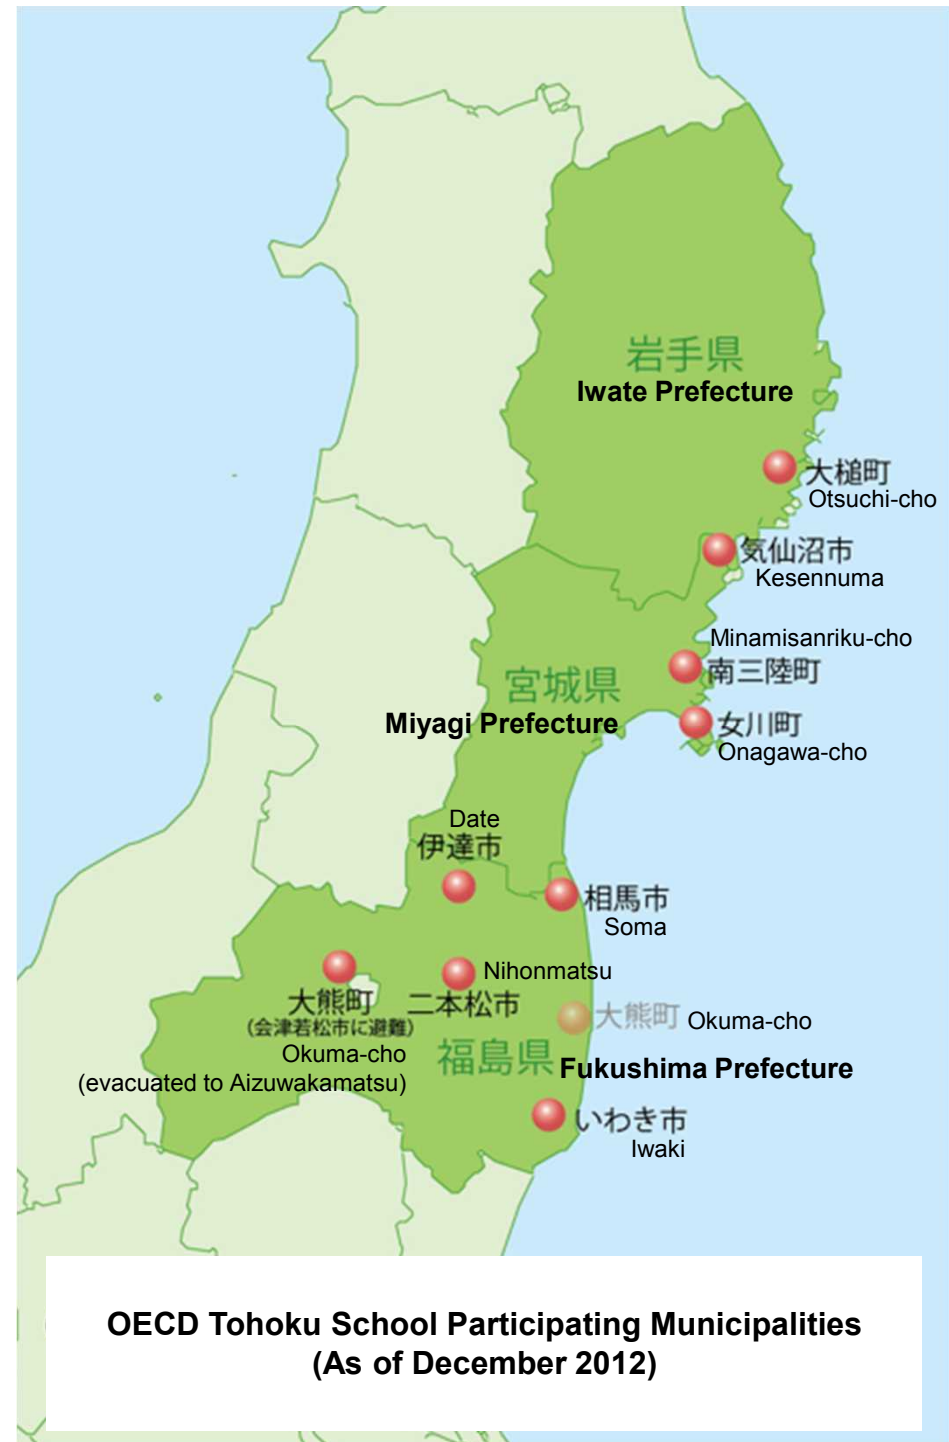 岩手県
Iwate Prefecture
大槌町
Otsuchi-cho
気仙沼市
Kesennuma
Minamisanriku-cho
南三陸町
宮城県
Miyagi Prefecture
女川町
Onagawa-cho
Date
伊達市
相馬市
Soma
Nihonmatsu
二本松市
大熊町
(会津若松市に避難)
Okuma-cho
(evacuated to Aizuwakamatsu)
大熊町 Okuma-cho
福島県
Fukushima Prefecture
いわき市
Iwaki
OECD Tohoku School Participating Municipalities
(As of December 2012)